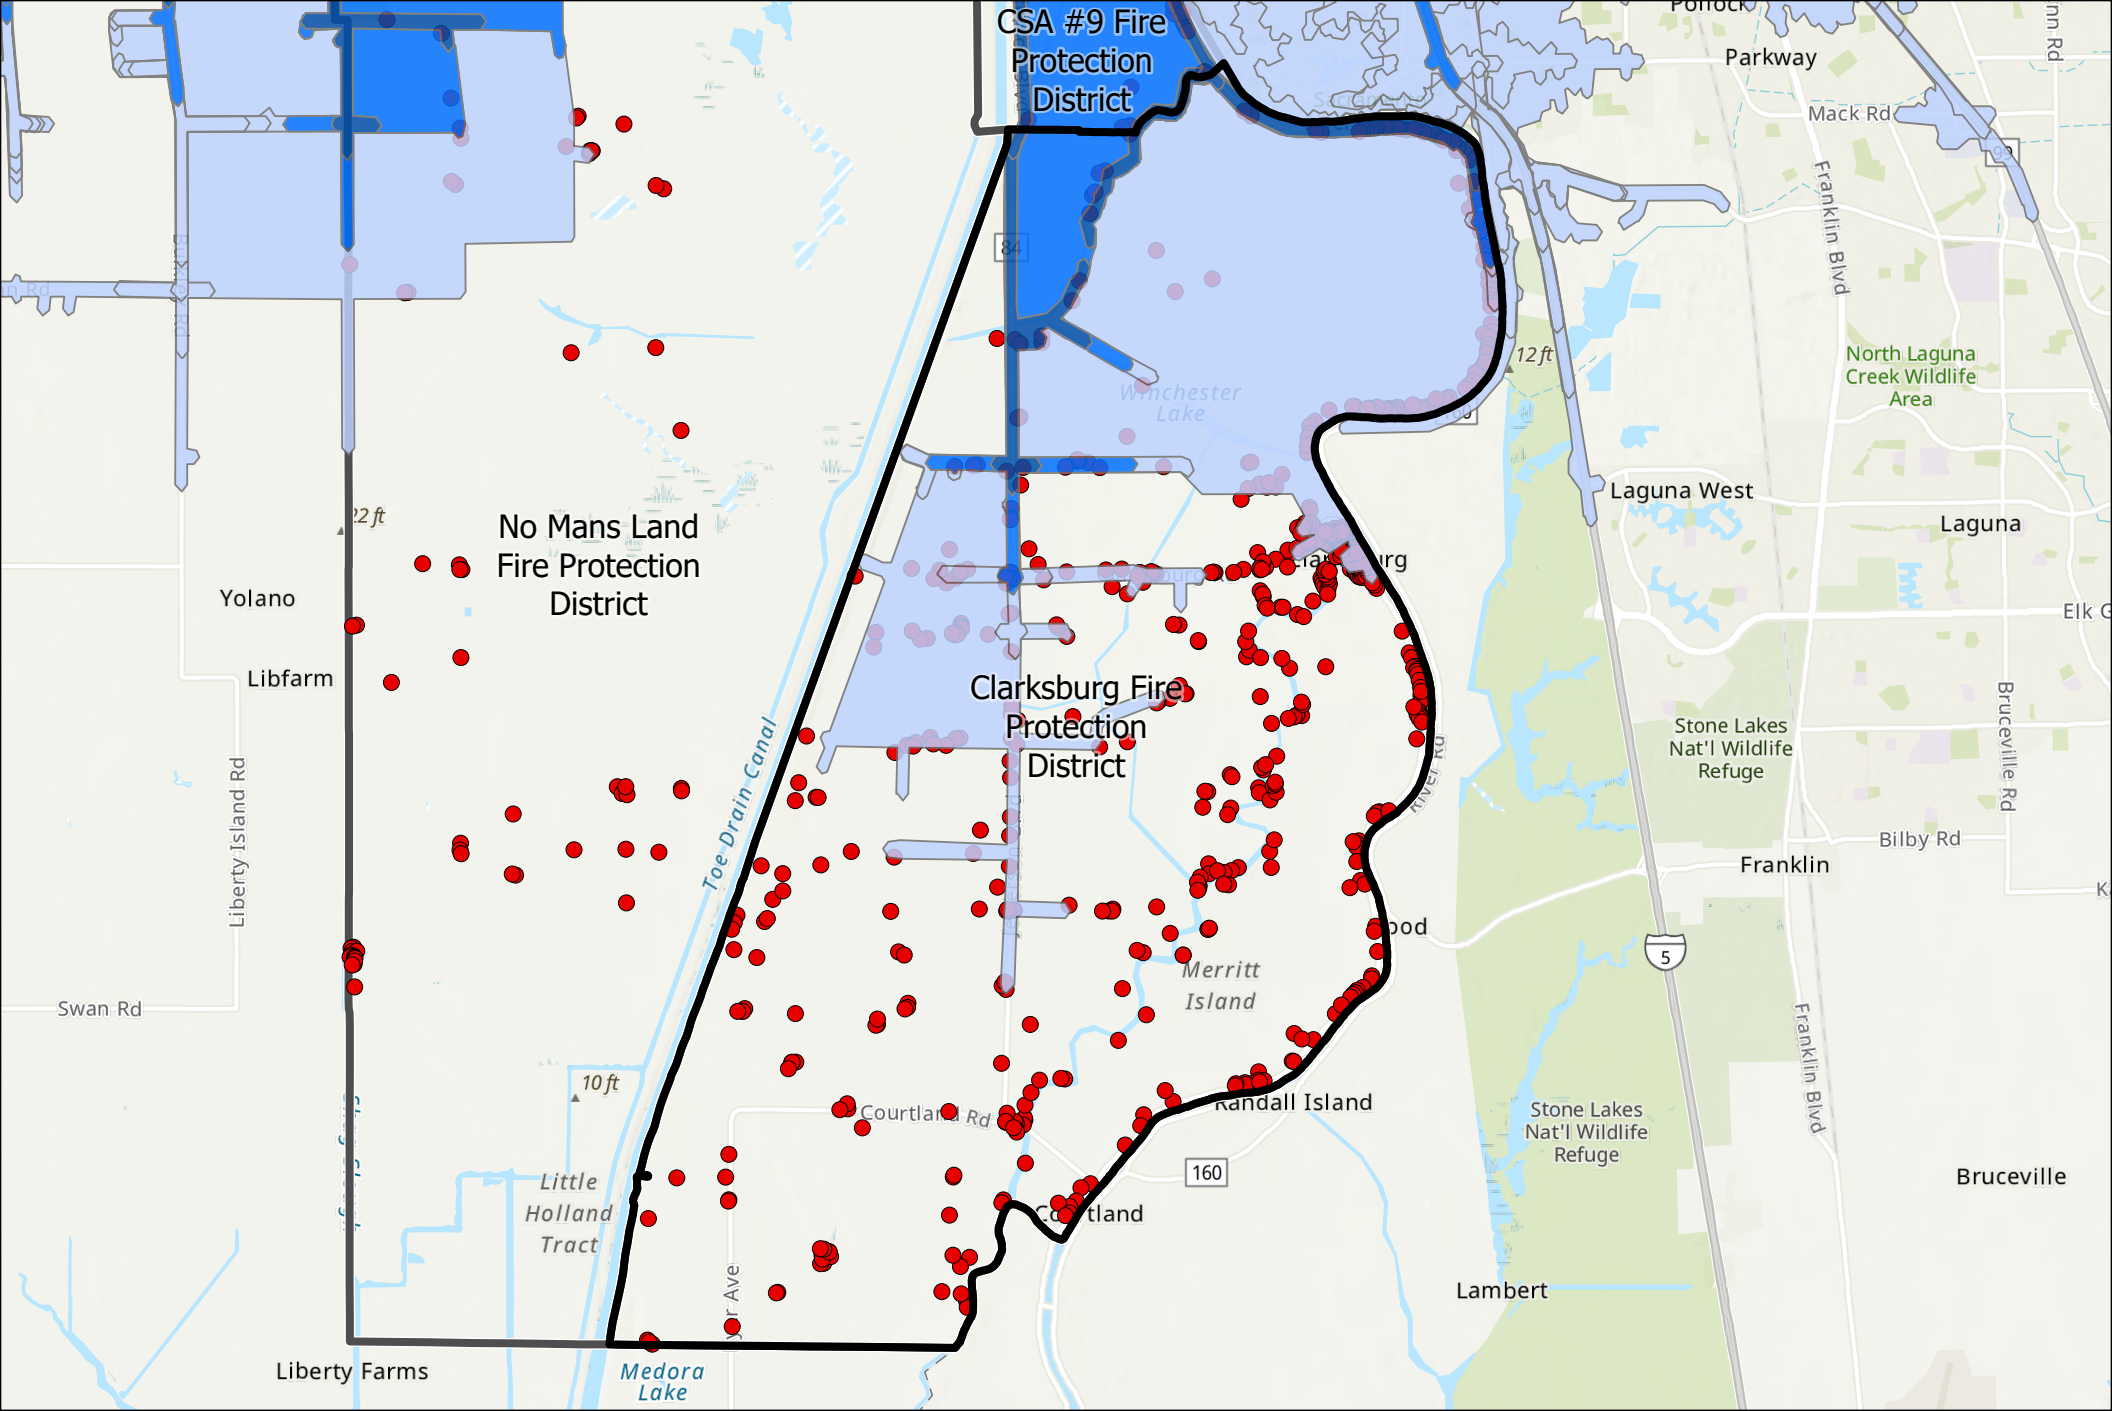 CSA #9 Fire
Protection
District
Parkway
Mack Rd
99
Franklin Blvd
84
12 ft
North Laguna
Creek Wildlife
Area
Winchester
Lake
Laguna West
Laguna
22 ft
No Mans Land
Fire Protection
District
Yolano
Libfarm
Clarksburg Fire
Protection
District
Stone Lakes
Nat'l Wildlife
Refuge
River Rd
Bruceville Rd
Liberty Island Rd
Toe Drain Canal
Bilby Rd
Franklin
5
Merritt
Island
Swan Rd
10 ft
Courtland Rd
Randall Island
Franklin Blvd
Stone Lakes
Nat'l Wildlife
Refuge
160
Bruceville
Little
Holland
Tract
Courtland
Lambert
Liberty Farms
Medora
Lake